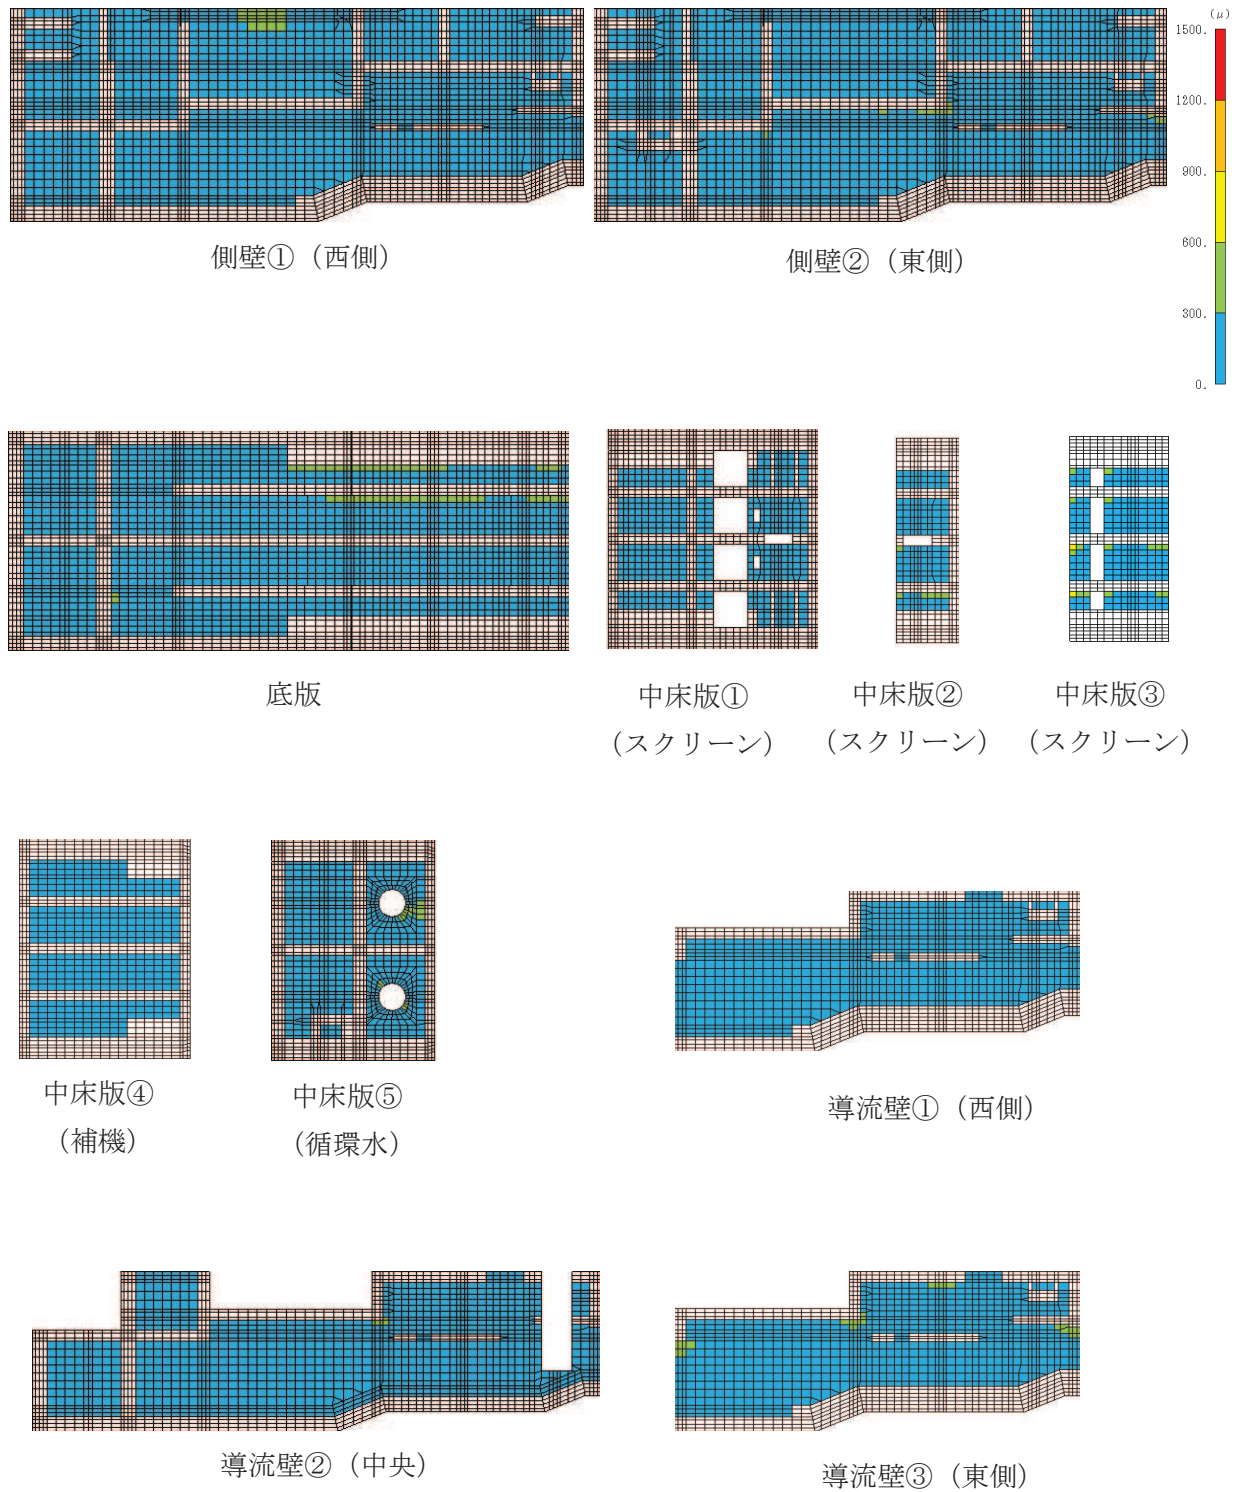 (μ)
1500.
1200.
900.
600.
300.
0.
側壁①（西側）
側壁②（東側）
底版
中床版①
（スクリーン）
中床版②
（スクリーン）
中床版③
（スクリーン）
中床版④
（補機）
中床版⑤
（循環水）
導流壁①（西側）
導流壁②（中央）
導流壁③（東側）